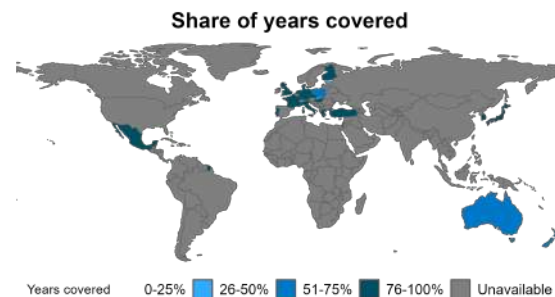 Share of years covered
Years covered 0-25% 26-50% 51-75% 76-100% Unavailable